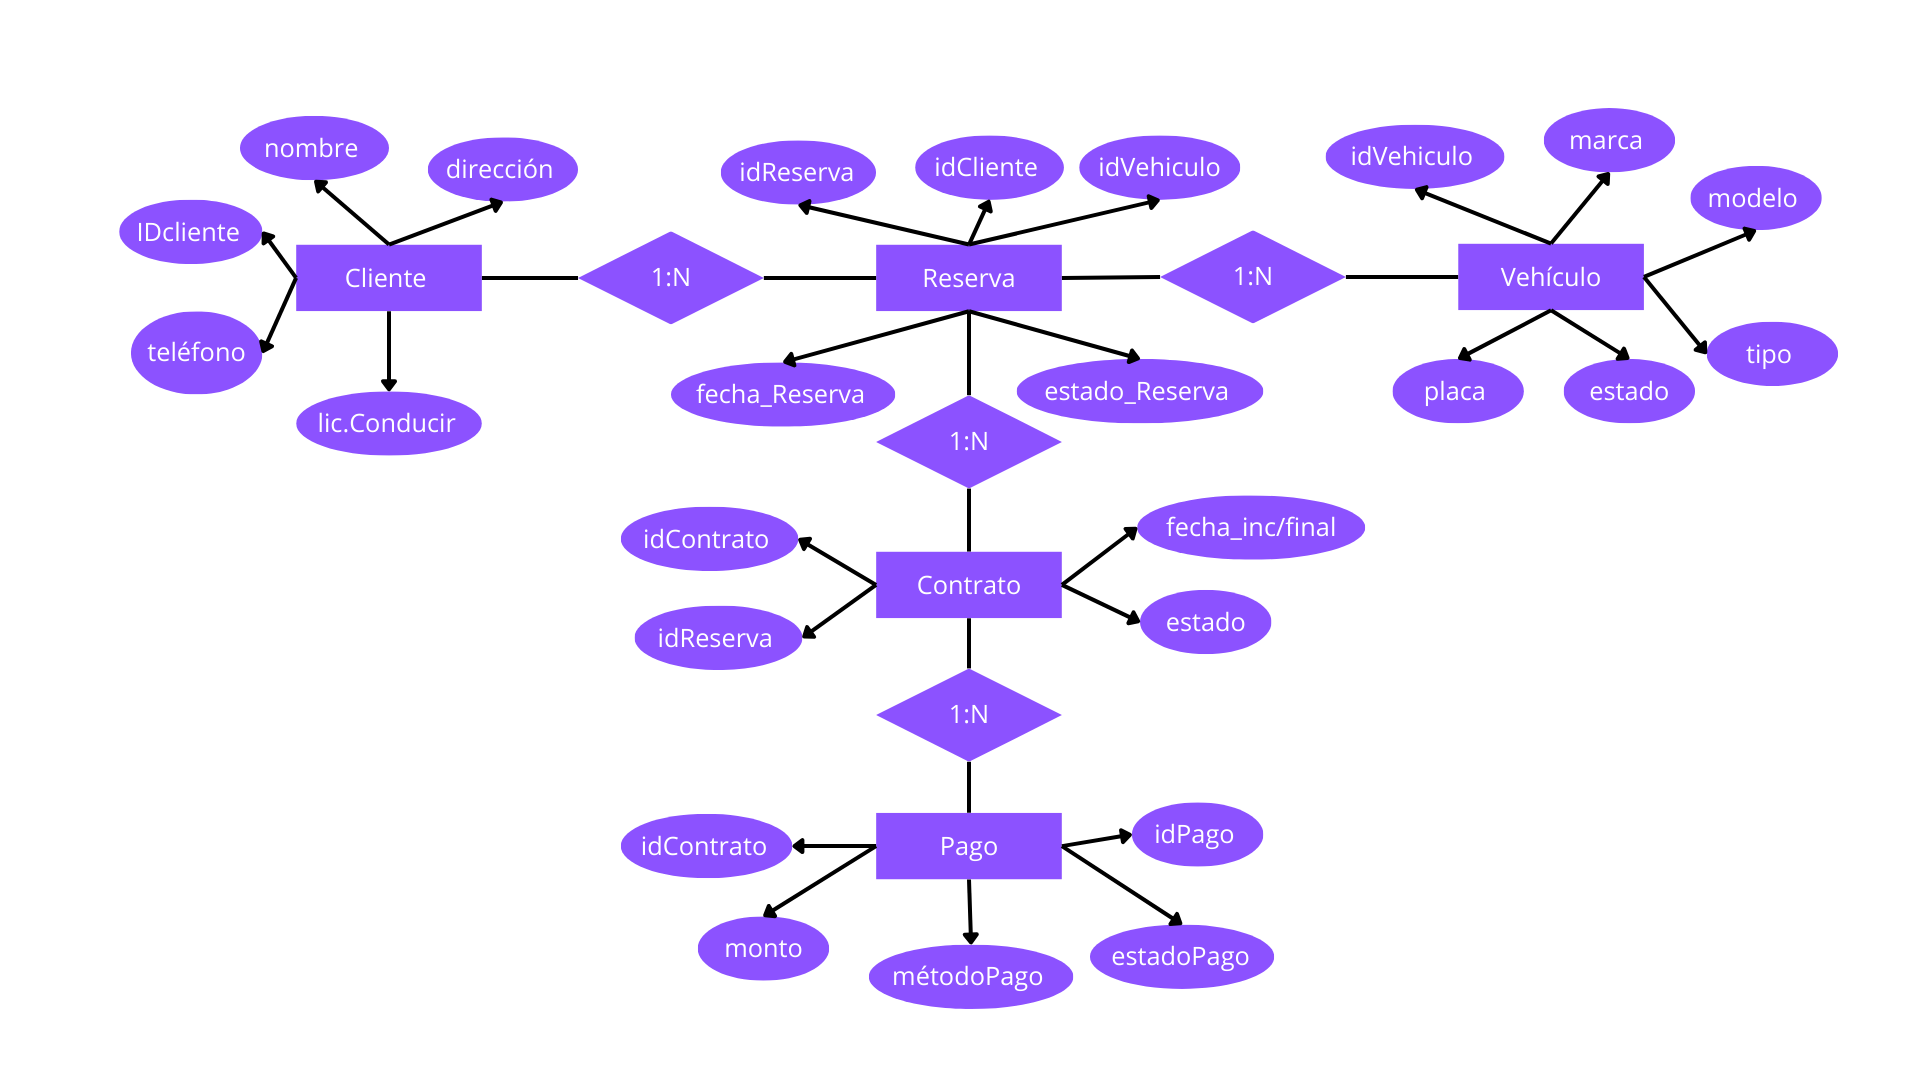 nombre
dirección
IDcliente
Cliente
teléfono
lic.Conducir
1:N
idReserva
idCliente
idVehiculo
Reserva
fecha_Reserva
estado_Reserva
1:N
idVehiculo
marca
modelo
Vehículo
tipo
placa
estado
1:N
idContrato
fecha_inc/final
Contrato
idReserva
estado
1:N
idContrato
Pago
idPago
monto
métodoPago
estadoPago